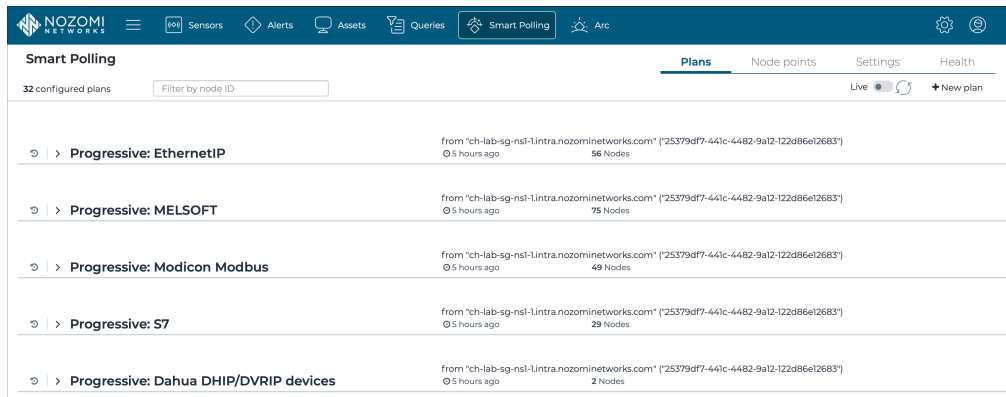 NOZOMI NETWORKS Sensors Alerts Assets Queries Smart Polling Arc
Smart Polling Plans Node points Settings Health
32 configured plans Filter by node ID Live + New plan
from "ch-lab-sg-ns1-1.intra.nozominetworks.com" ("25379df7-441c-4482-9a12-122d86e12683")
Progressive: EthernetIP 5 hours ago 56 Nodes
from "ch-lab-sg-ns1-1.intra.nozominetworks.com" ("25379df7-441c-4482-9a12-122d86e12683")
Progressive: MELSOFT 5 hours ago 75 Nodes
from "ch-lab-sg-ns1-1.intra.nozominetworks.com" ("25379df7-441c-4482-9a12-122d86e12683")
Progressive: Modicon Modbus 5 hours ago 49 Nodes
from "ch-lab-sg-ns1-1.intra.nozominetworks.com" ("25379df7-441c-4482-9a12-122d86e12683")
Progressive: S7 5 hours ago 29 Nodes
from "ch-lab-sg-ns1-1.intra.nozominetworks.com" ("25379df7-441c-4482-9a12-122d86e12683")
Progressive: Dahua DHIP/DVRIP devices 5 hours ago 2 Nodes